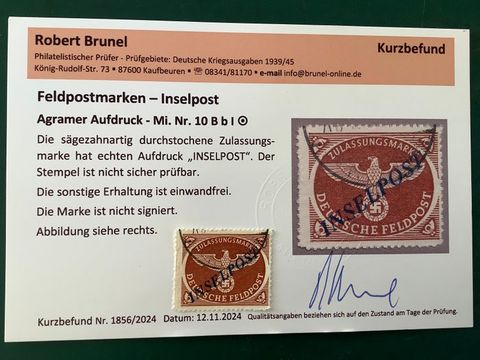 Robert Brunel
Kurzbefund
Philatelistischer Prüfer - Prüfgebiete: Deutsche Kriegsausgaben 1939/45
König-Rudolf-Str. 73 • 87600 Kaufbeuren • ☏ 08341/81170 • e-mail info@brunel-online.de
Feldpostmarken – Inselpost
Agramer Aufdruck - Mi. Nr. 10 B b I ⊙
Die sägezahnartig durchstochene Zulassungs-
marke hat echten Aufdruck „INSELPOST“. Der
Stempel ist nicht sicher prüfbar.
Die sonstige Erhaltung ist einwandfrei.
Die Marke ist nicht signiert.
Abbildung siehe rechts.
ZULASSUNGSMARKE
INSELPOST
DEUTSCHE FELDPOST
ZULASSUNGSMARKE
INSELPOST
DEUTSCHE FELDPOST
Kurzbefund Nr. 1856/2024 Datum: 12.11.2024 Qualitätsangaben beziehen sich auf den Zustand am Tage der Prüfung.